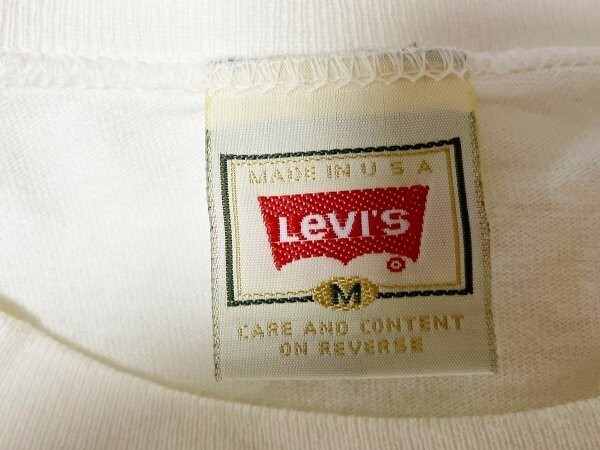 MADE IN U S A
LEVI'S
®
M
CARE AND CONTENT
ON REVERSE